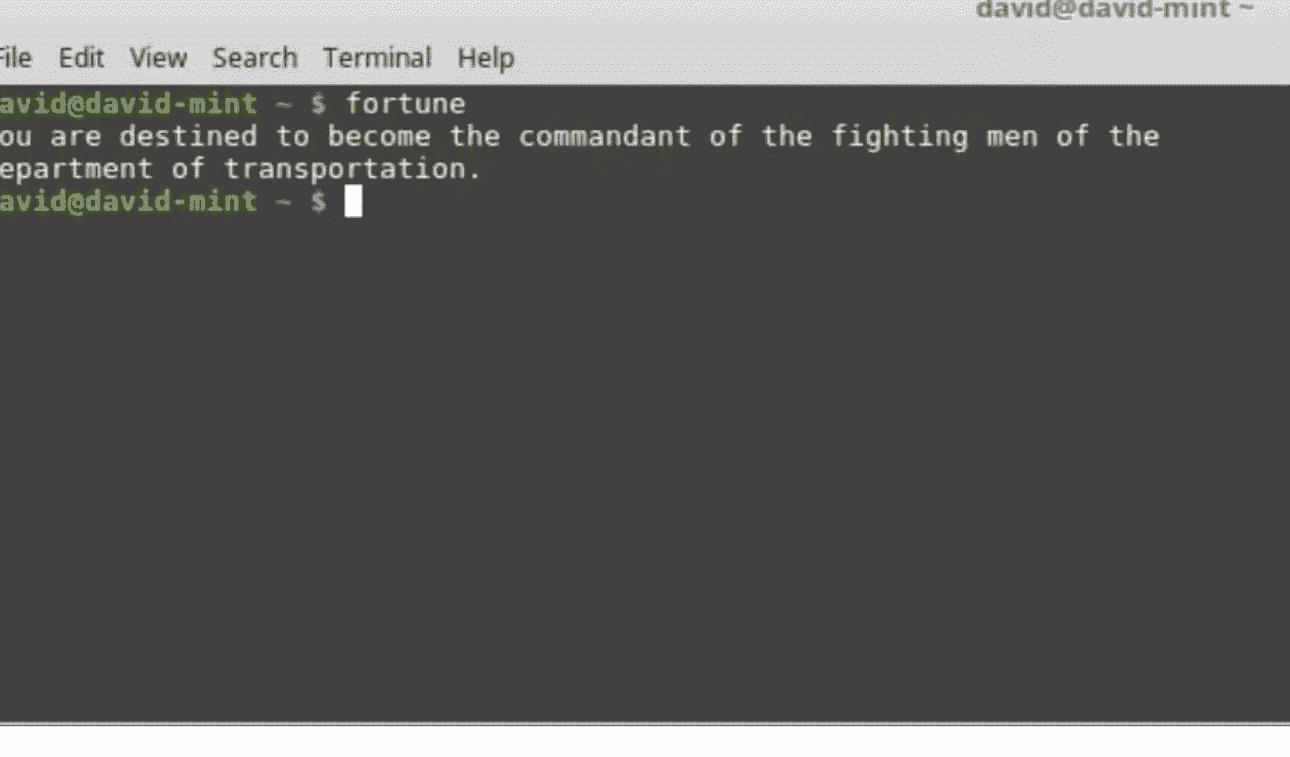 david@david-mint ~
File Edit View Search Terminal Help
avid@david-mint ~ $ fortune
ou are destined to become the commandant of the fighting men of the
epartment of transportation.
avid@david-mint ~ $